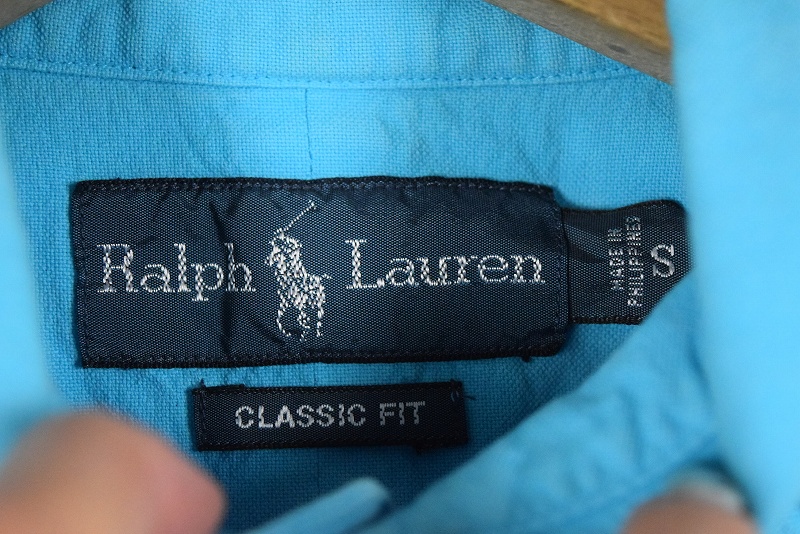 Ralph Lauren
MADE IN
PHILIPPINES
S
CLASSIC FIT